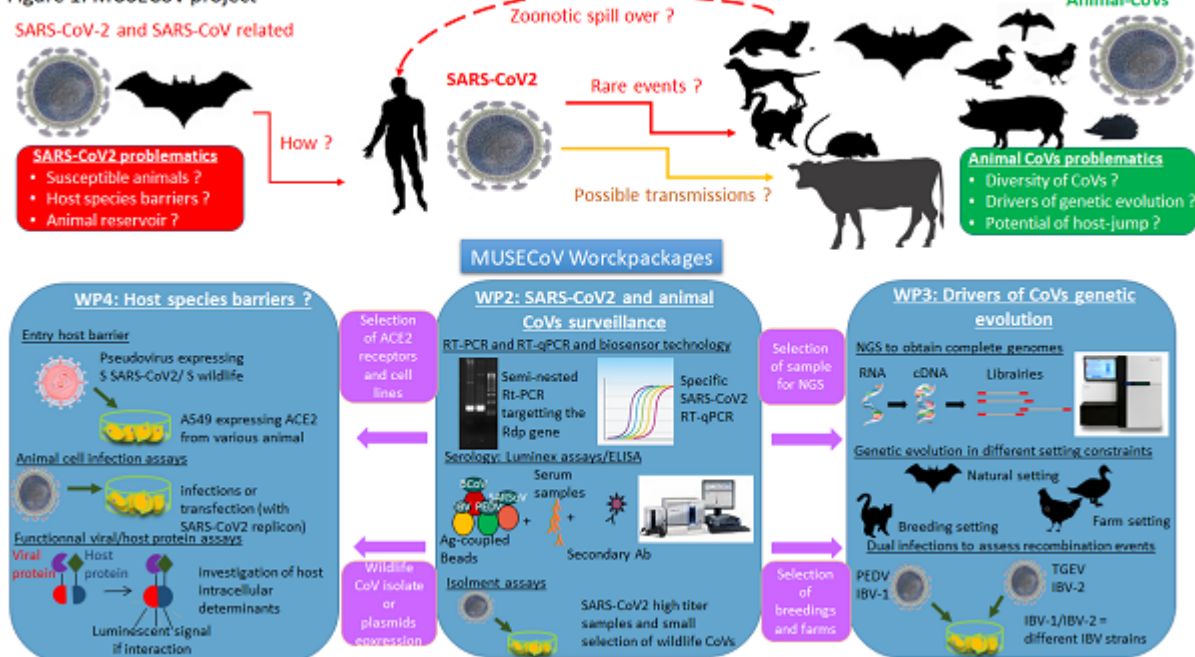 Figure 1: MUSECoV project
SARS-CoV-2 and SARS-CoV related
SARS-CoV2 problematics
• Susceptible animals ?
• Host species barriers ?
• Animal reservoir ?
How ?
Zoonotic spill over ?
SARS-CoV2
Rare events ?
Possible transmissions ?
Animal-CoVs
Animal CoVs problematics
• Diversity of CoVs ?
• Drivers of genetic evolution ?
• Potential of host-jump ?
MUSECoV Worckpackages
WP4: Host species barriers ?
Entry host barrier
Pseudovirus expressing
S SARS-CoV2/ S wildlife
A549 expressing ACE2
from various animal
Animal cell infection assays
infections or
transfection (with
SARS-CoV2 replicon)
Functionnal viral/host protein assays
Viral
protein
Host
protein
Investigation of host
intracellular
determinants
Luminescent signal
if interaction
Selection
of ACE2
receptors
and cell
lines
Wildlife
CoV isolate
or
plasmids
expression
WP2: SARS-CoV2 and animal
CoVs surveillance
RT-PCR and RT-qPCR and biosensor technology
Semi-nested
Rt-PCR
targetting the
Rdp gene
Specific
SARS-CoV2
RT-qPCR
Serology: Luminex assays/ELISA
IBV
PEDV
Ag-coupled
Beads
+
Serum
samples
+
Secondary Ab
Isolment assays
SARS-CoV2 high titer
samples and small
selection of wildlife CoVs
Selection
of sample
for NGS
Selection
of
breedings
and farms
WP3: Drivers of CoVs genetic
evolution
NGS to obtain complete genomes
RNA
cDNA
Librairies
Genetic evolution in different setting constraints
Natural setting
Breeding setting
Farm setting
Dual infections to assess recombination events
PEDV
IBV-1
TGEV
IBV-2
IBV-1/IBV-2 =
different IBV strains